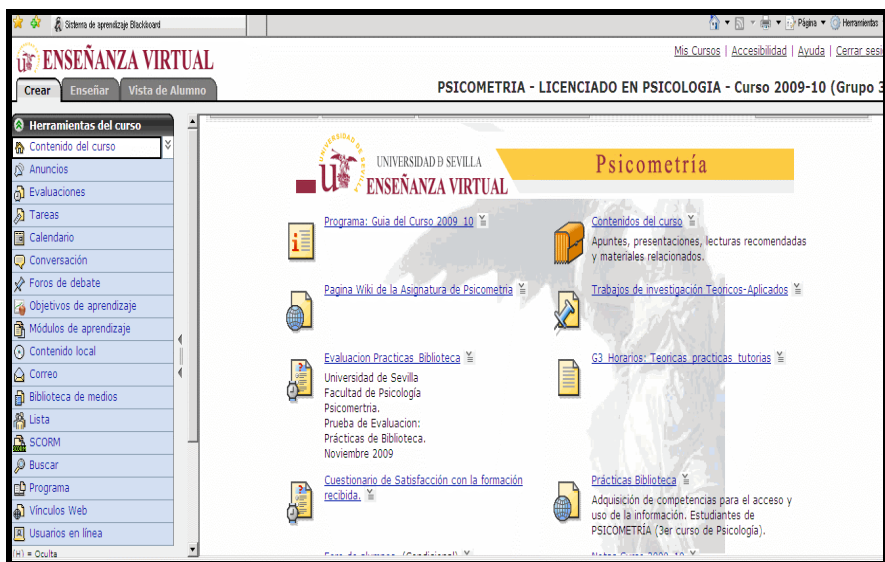 Sistema de aprendizaje Blackboard
Página
Herramientas
ENSEÑANZA VIRTUAL
Mis Cursos | Accesibilidad | Ayuda | Cerrar
Crear
Enseñar
Vista de Alumno
PSICOMETRIA - LICENCIADO EN PSICOLOGIA - Curso 2009-10 (Grupo 3
Herramientas del curso
Contenido del curso
Anuncios
Evaluaciones
Tareas
Calendario
Conversación
Foros de debate
Objetivos de aprendizaje
Módulos de aprendizaje
Contenido local
Correo
Biblioteca de medios
Lista
SCORM
Buscar
Programa
Vínculos Web
Usuarios en línea
(H) = Oculta
UNIVERSIDAD D SEVILLA
ENSEÑANZA VIRTUAL
Psicometría
Programa: Guia del Curso 2009_10
Contenidos del curso
Apuntes, presentaciones, lecturas recomendadas
y materiales relacionados.
Pagina Wiki de la Asignatura de Psicometria
Trabajos de investigación Teoricos-Aplicados
Evaluacion Practicas Biblioteca
Universidad de Sevilla
Facultad de Psicología
Psicomertria.
Prueba de Evaluacion:
Prácticas de Biblioteca.
Noviembre 2009
G3 Horarios: Teoricas practicas tutorias
Cuestionario de Satisfacción con la formación
recibida.
Prácticas Biblioteca
Adquisición de competencias para el acceso y
uso de la información. Estudiantes de
PSICOMETRÍA (3er curso de Psicología).